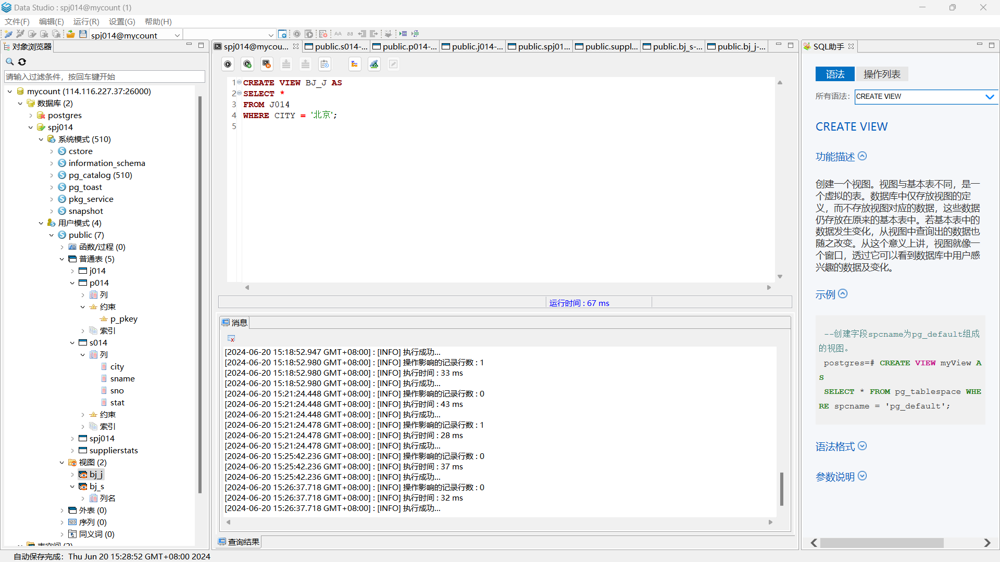 Data Studio : spj014@mycount (1)
文件(F) 编辑(E) 运行(R) 设置(G) 帮助(H)
spj014@mycount
对象浏览器
请输入过滤条件，按回车键开始
mycount (114.116.227.37:26000)
数据库 (2)
postgres
spj014
系统模式 (510)
cstore
information_schema
pg_catalog (510)
pg_toast
pkg_service
snapshot
用户模式 (4)
public (7)
函数/过程 (0)
普通表 (5)
j014
p014
列
约束
p_pkey
索引
s014
列
city
sname
sno
stat
约束
索引
spj014
supplierstats
视图 (2)
bj_j
bj_s
列名
外表 (0)
序列 (0)
同义词 (0)
表空间 (2)
spj014@mycou... public.s014-... public.p014-... public.j014-... public.spj01... public.suppl... public.bj_s-... public.bj_j-...
1 CREATE VIEW BJ_J AS
2 SELECT *
3 FROM J014
4 WHERE CITY = '北京';
5
运行时间 : 67 ms
消息
[2024-06-20 15:18:52.947 GMT+08:00] : [INFO] 执行成功...
[2024-06-20 15:18:52.980 GMT+08:00] : [INFO] 操作影响的记录行数 : 1
[2024-06-20 15:18:52.980 GMT+08:00] : [INFO] 执行时间 : 33 ms
[2024-06-20 15:18:52.980 GMT+08:00] : [INFO] 执行成功...
[2024-06-20 15:21:24.448 GMT+08:00] : [INFO] 操作影响的记录行数 : 0
[2024-06-20 15:21:24.448 GMT+08:00] : [INFO] 执行时间 : 43 ms
[2024-06-20 15:21:24.448 GMT+08:00] : [INFO] 执行成功...
[2024-06-20 15:21:24.478 GMT+08:00] : [INFO] 操作影响的记录行数 : 1
[2024-06-20 15:21:24.478 GMT+08:00] : [INFO] 执行时间 : 28 ms
[2024-06-20 15:21:24.478 GMT+08:00] : [INFO] 执行成功...
[2024-06-20 15:25:42.236 GMT+08:00] : [INFO] 操作影响的记录行数 : 0
[2024-06-20 15:25:42.236 GMT+08:00] : [INFO] 执行时间 : 37 ms
[2024-06-20 15:25:42.236 GMT+08:00] : [INFO] 执行成功...
[2024-06-20 15:26:37.718 GMT+08:00] : [INFO] 操作影响的记录行数 : 0
[2024-06-20 15:26:37.718 GMT+08:00] : [INFO] 执行时间 : 32 ms
[2024-06-20 15:26:37.718 GMT+08:00] : [INFO] 执行成功...
查询结果
SQL助手
语法 操作列表
所有语法: CREATE VIEW
CREATE VIEW
功能描述
创建一个视图。视图与基本表不同，是一
个虚拟的表。数据库中仅存放视图的定
义，而不存放视图对应的数据，这些数据
仍存放在原来的基本表中。若基本表中的
数据发生变化，从视图中查询出的数据也
随之改变。从这个意义上讲，视图就像一
个窗口，透过它可以看到数据库中用户感
兴趣的数据及变化。
示例
--创建字段spcname为pg_default组成
的视图。
postgres=# CREATE VIEW myView A
S
SELECT * FROM pg_tablespace WHE
RE spcname = 'pg_default';
语法格式
参数说明
自动保存完成：Thu Jun 20 15:28:52 GMT+08:00 2024